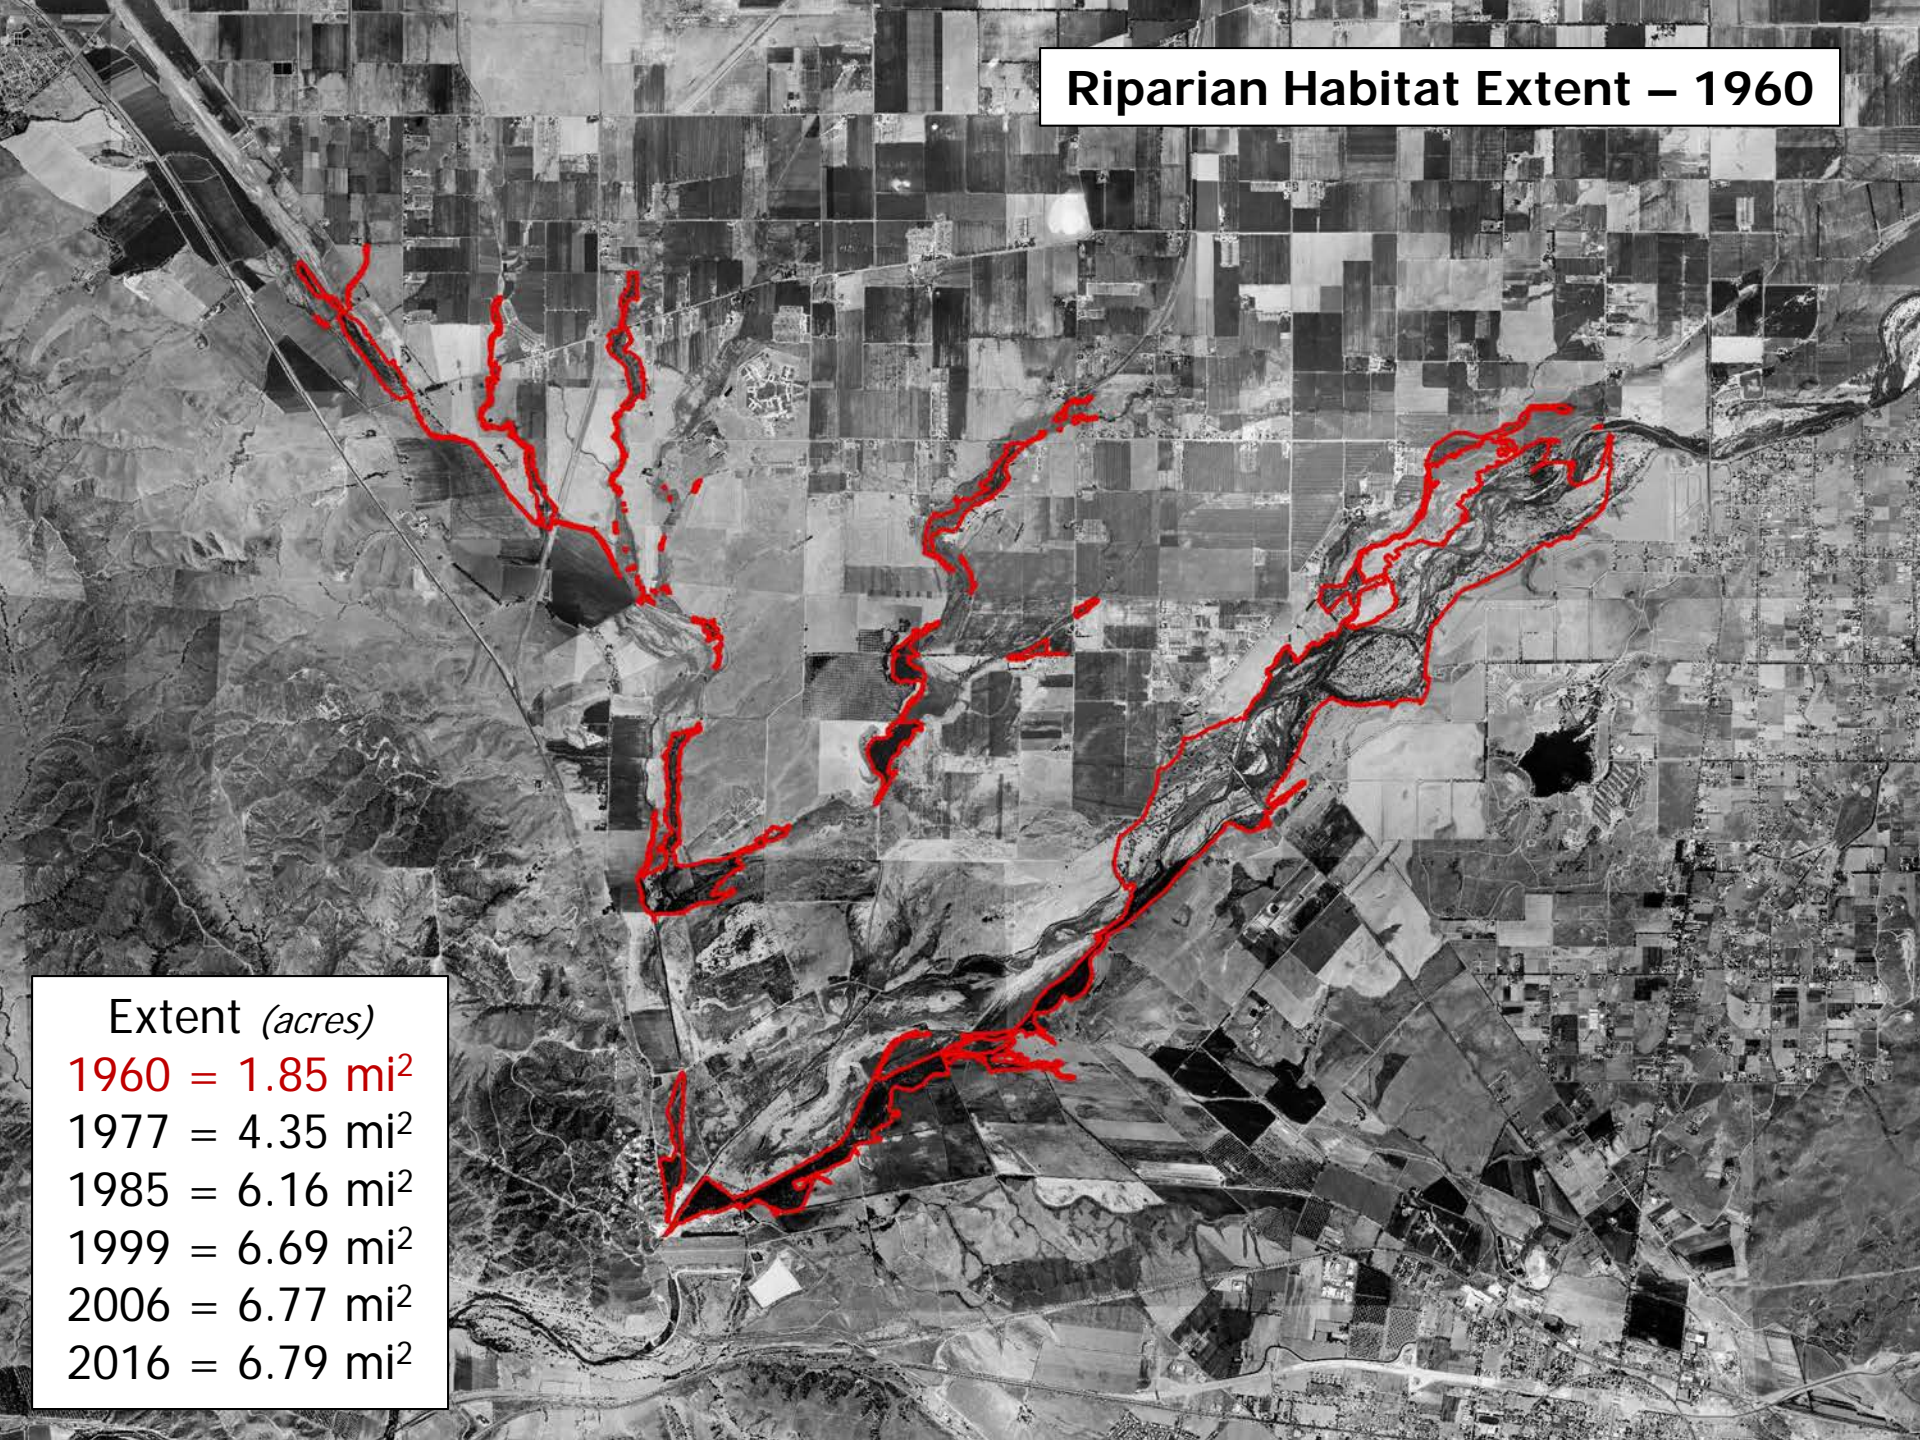 Riparian Habitat Extent – 1960
Extent (acres)
1960 = 1.85 mi²
1977 = 4.35 mi²
1985 = 6.16 mi²
1999 = 6.69 mi²
2006 = 6.77 mi²
2016 = 6.79 mi²